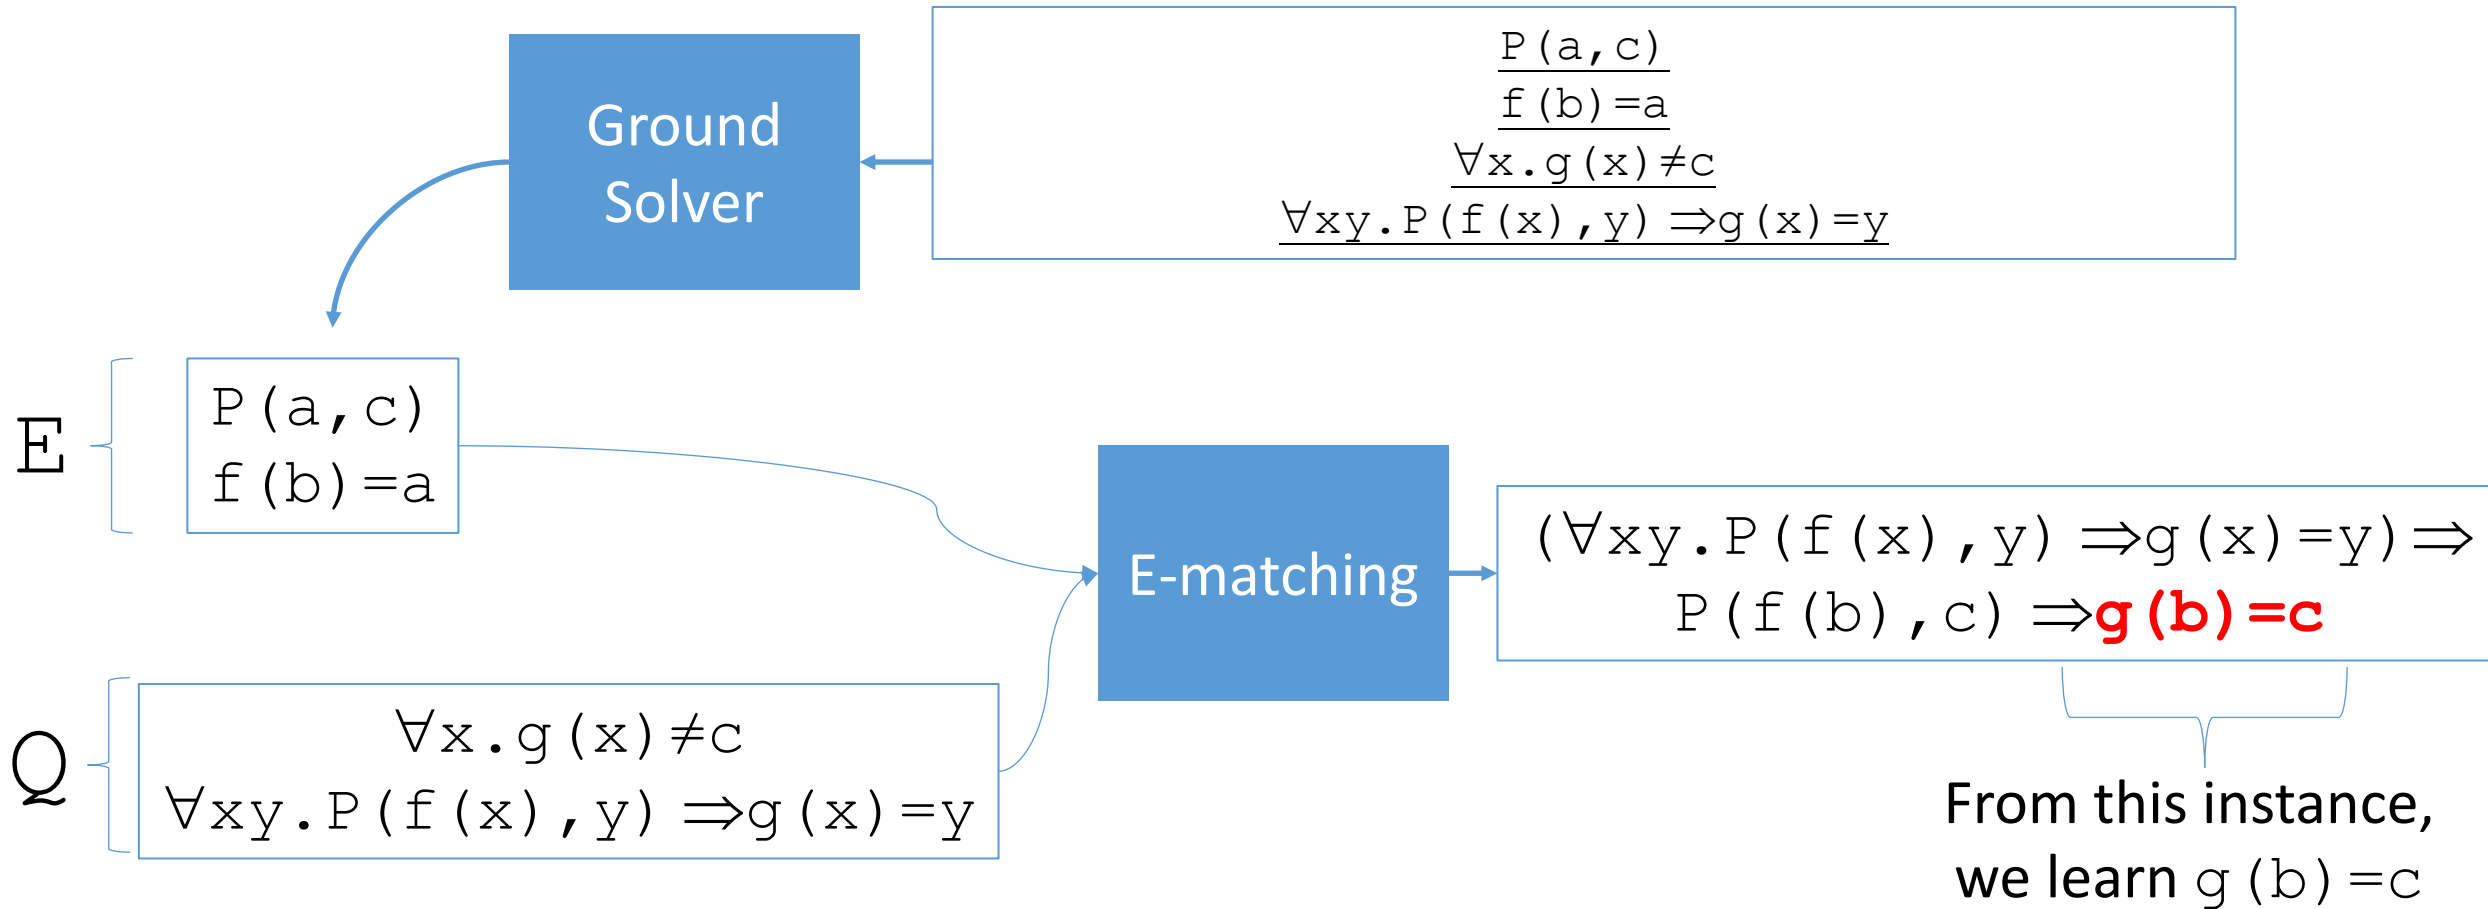 Ground
Solver
P(a,c)
f(b)=a
∀x.g(x)≠c
∀xy.P(f(x),y)⇒g(x)=y
E
P(a,c)
f(b)=a
Q
∀x.g(x)≠c
∀xy.P(f(x),y)⇒g(x)=y
E-matching
(∀xy.P(f(x),y)⇒g(x)=y)⇒
P(f(b),c)⇒g(b)=c
From this instance,
we learn g(b)=c